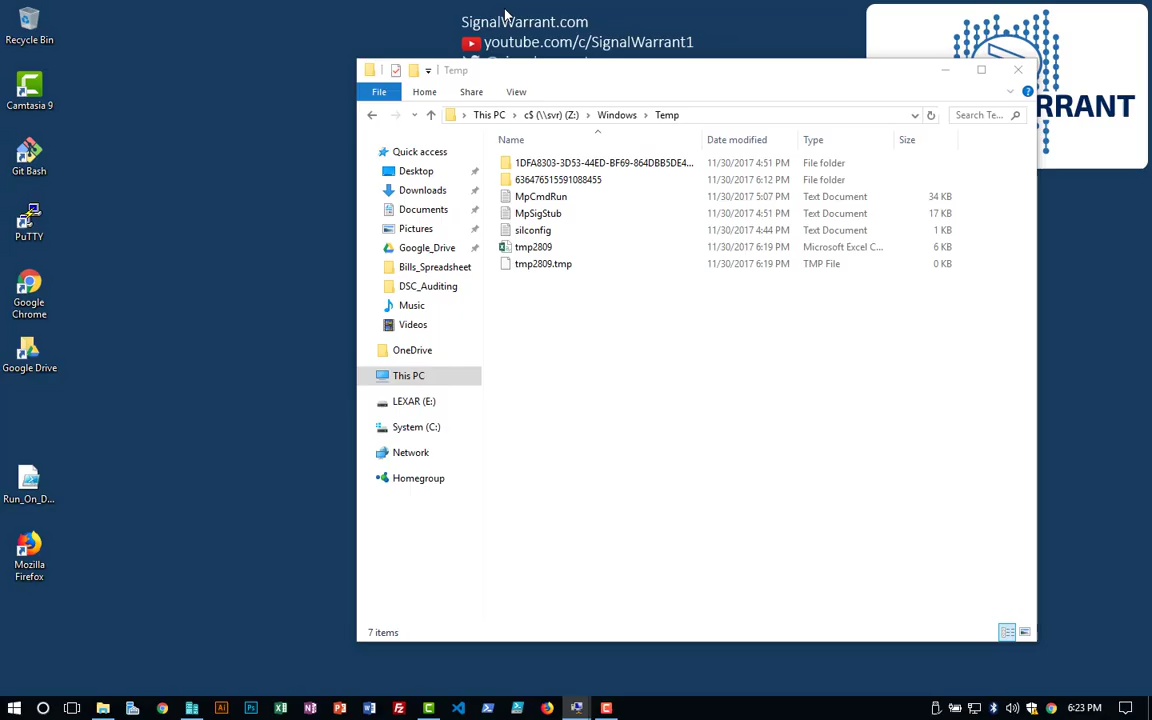 SignalWarrant.com
youtube.com/c/SignalWarrant1
WARRANT
Recycle Bin
Camtasia 9
Git Bash
PuTTY
Google
Chrome
Google Drive
Run_On_D...
Mozilla
Firefox
Temp
File
Home
Share
View
This PC
c$ (\\svr) (Z:)
Windows
Temp
Search Te...
Name
Date modified
Type
Size
1DFA8303-3D53-44ED-BF69-864DBB5DE4... 11/30/2017 4:51 PM File folder
636476515591088455 11/30/2017 6:12 PM File folder
MpCmdRun 11/30/2017 5:07 PM Text Document 34 KB
MpSigStub 11/30/2017 4:51 PM Text Document 17 KB
silconfig 11/30/2017 4:44 PM Text Document 1 KB
tmp2809 11/30/2017 6:19 PM Microsoft Excel C... 6 KB
tmp2809.tmp 11/30/2017 6:19 PM TMP File 0 KB
Quick access
Desktop
Downloads
Documents
Pictures
Google_Drive
Bills_Spreadsheet
DSC_Auditing
Music
Videos
OneDrive
This PC
LEXAR (E:)
System (C:)
Network
Homegroup
7 items
6:23 PM